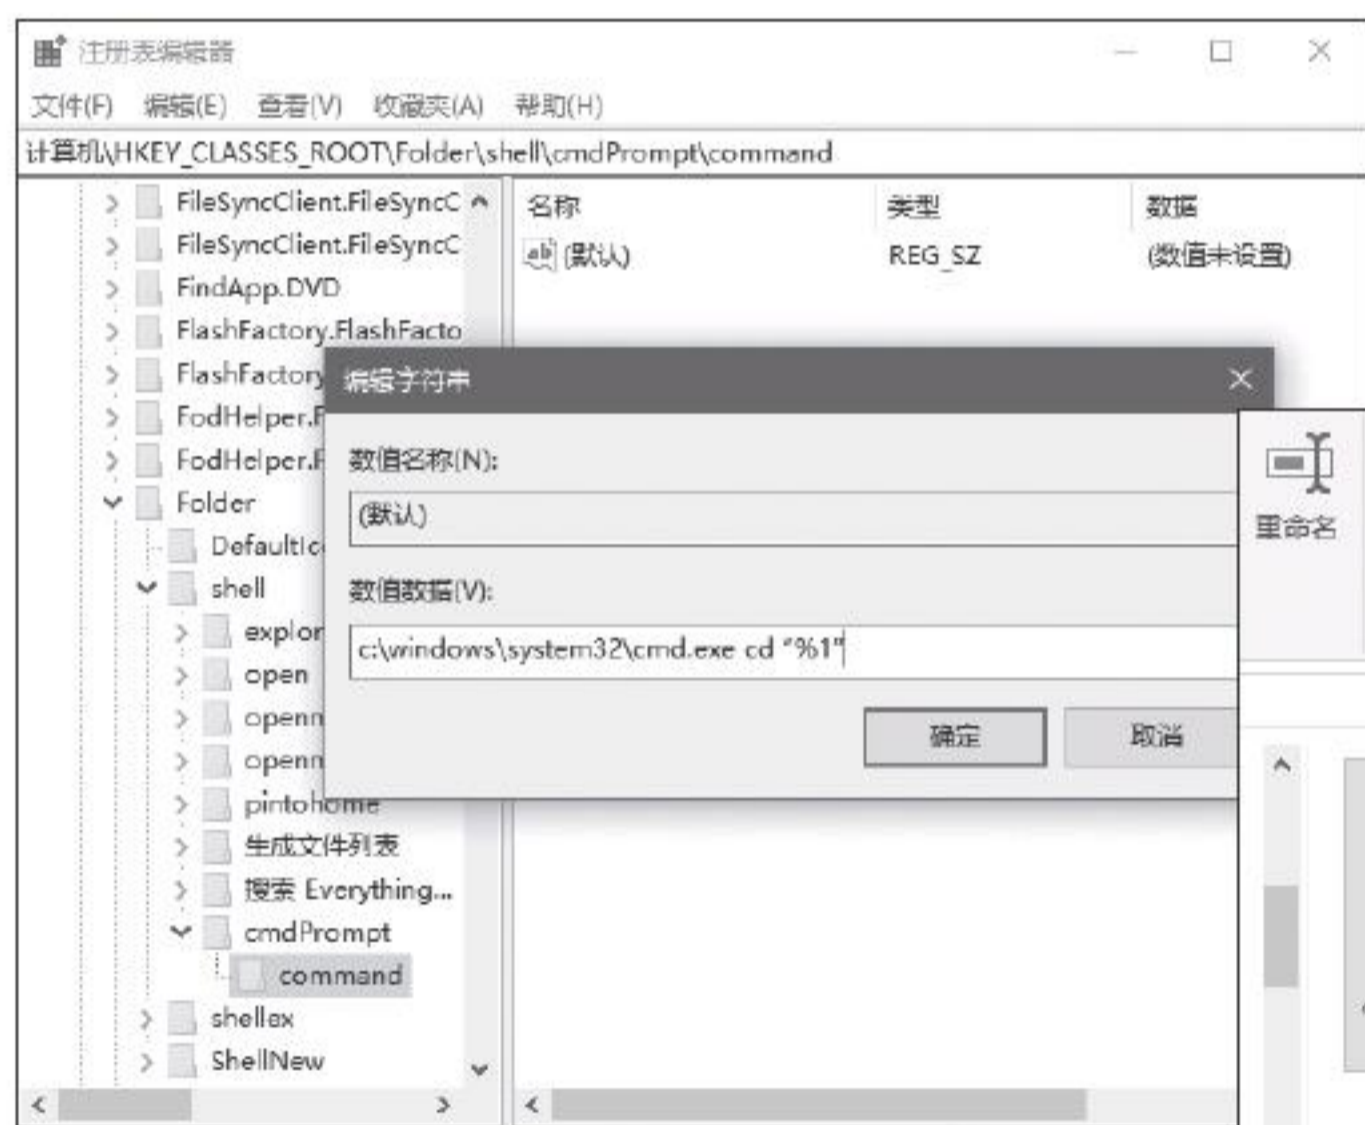 注册表编辑器
文件(F) 编辑(E) 查看(V) 收藏夹(A) 帮助(H)
计算机\HKEY_CLASSES_ROOT\Folder\shell\cmdPrompt\command
FileSyncClient.FileSyncC
FileSyncClient.FileSyncC
FindApp.DVD
FlashFactory.FlashFacto
FlashFactory
FodHelper.F
FodHelper.F
Folder
DefaultIc
shell
explor
open
openn
openn
pintohome
生成文件列表
搜索 Everything...
cmdPrompt
command
shellex
ShellNew
名称 类型 数据
ab (默认) REG_SZ (数值未设置)
编辑字符串
数值名称(N):
(默认)
数值数据(V):
c:\windows\system32\cmd.exe cd "%1"
确定 取消
重命名